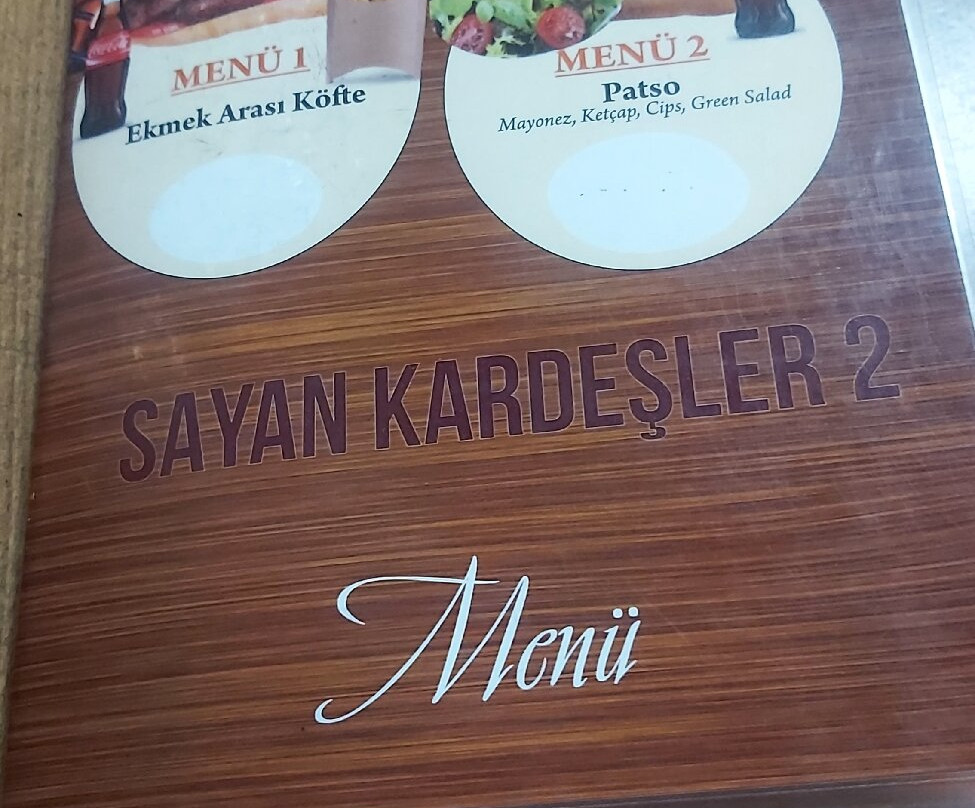 MENÜ 1
Ekmek Arası Köfte
MENÜ 2
Patso
Mayonez, Ketçap, Cips, Green Salad
SAYAN KARDEŞLER 2
Menü